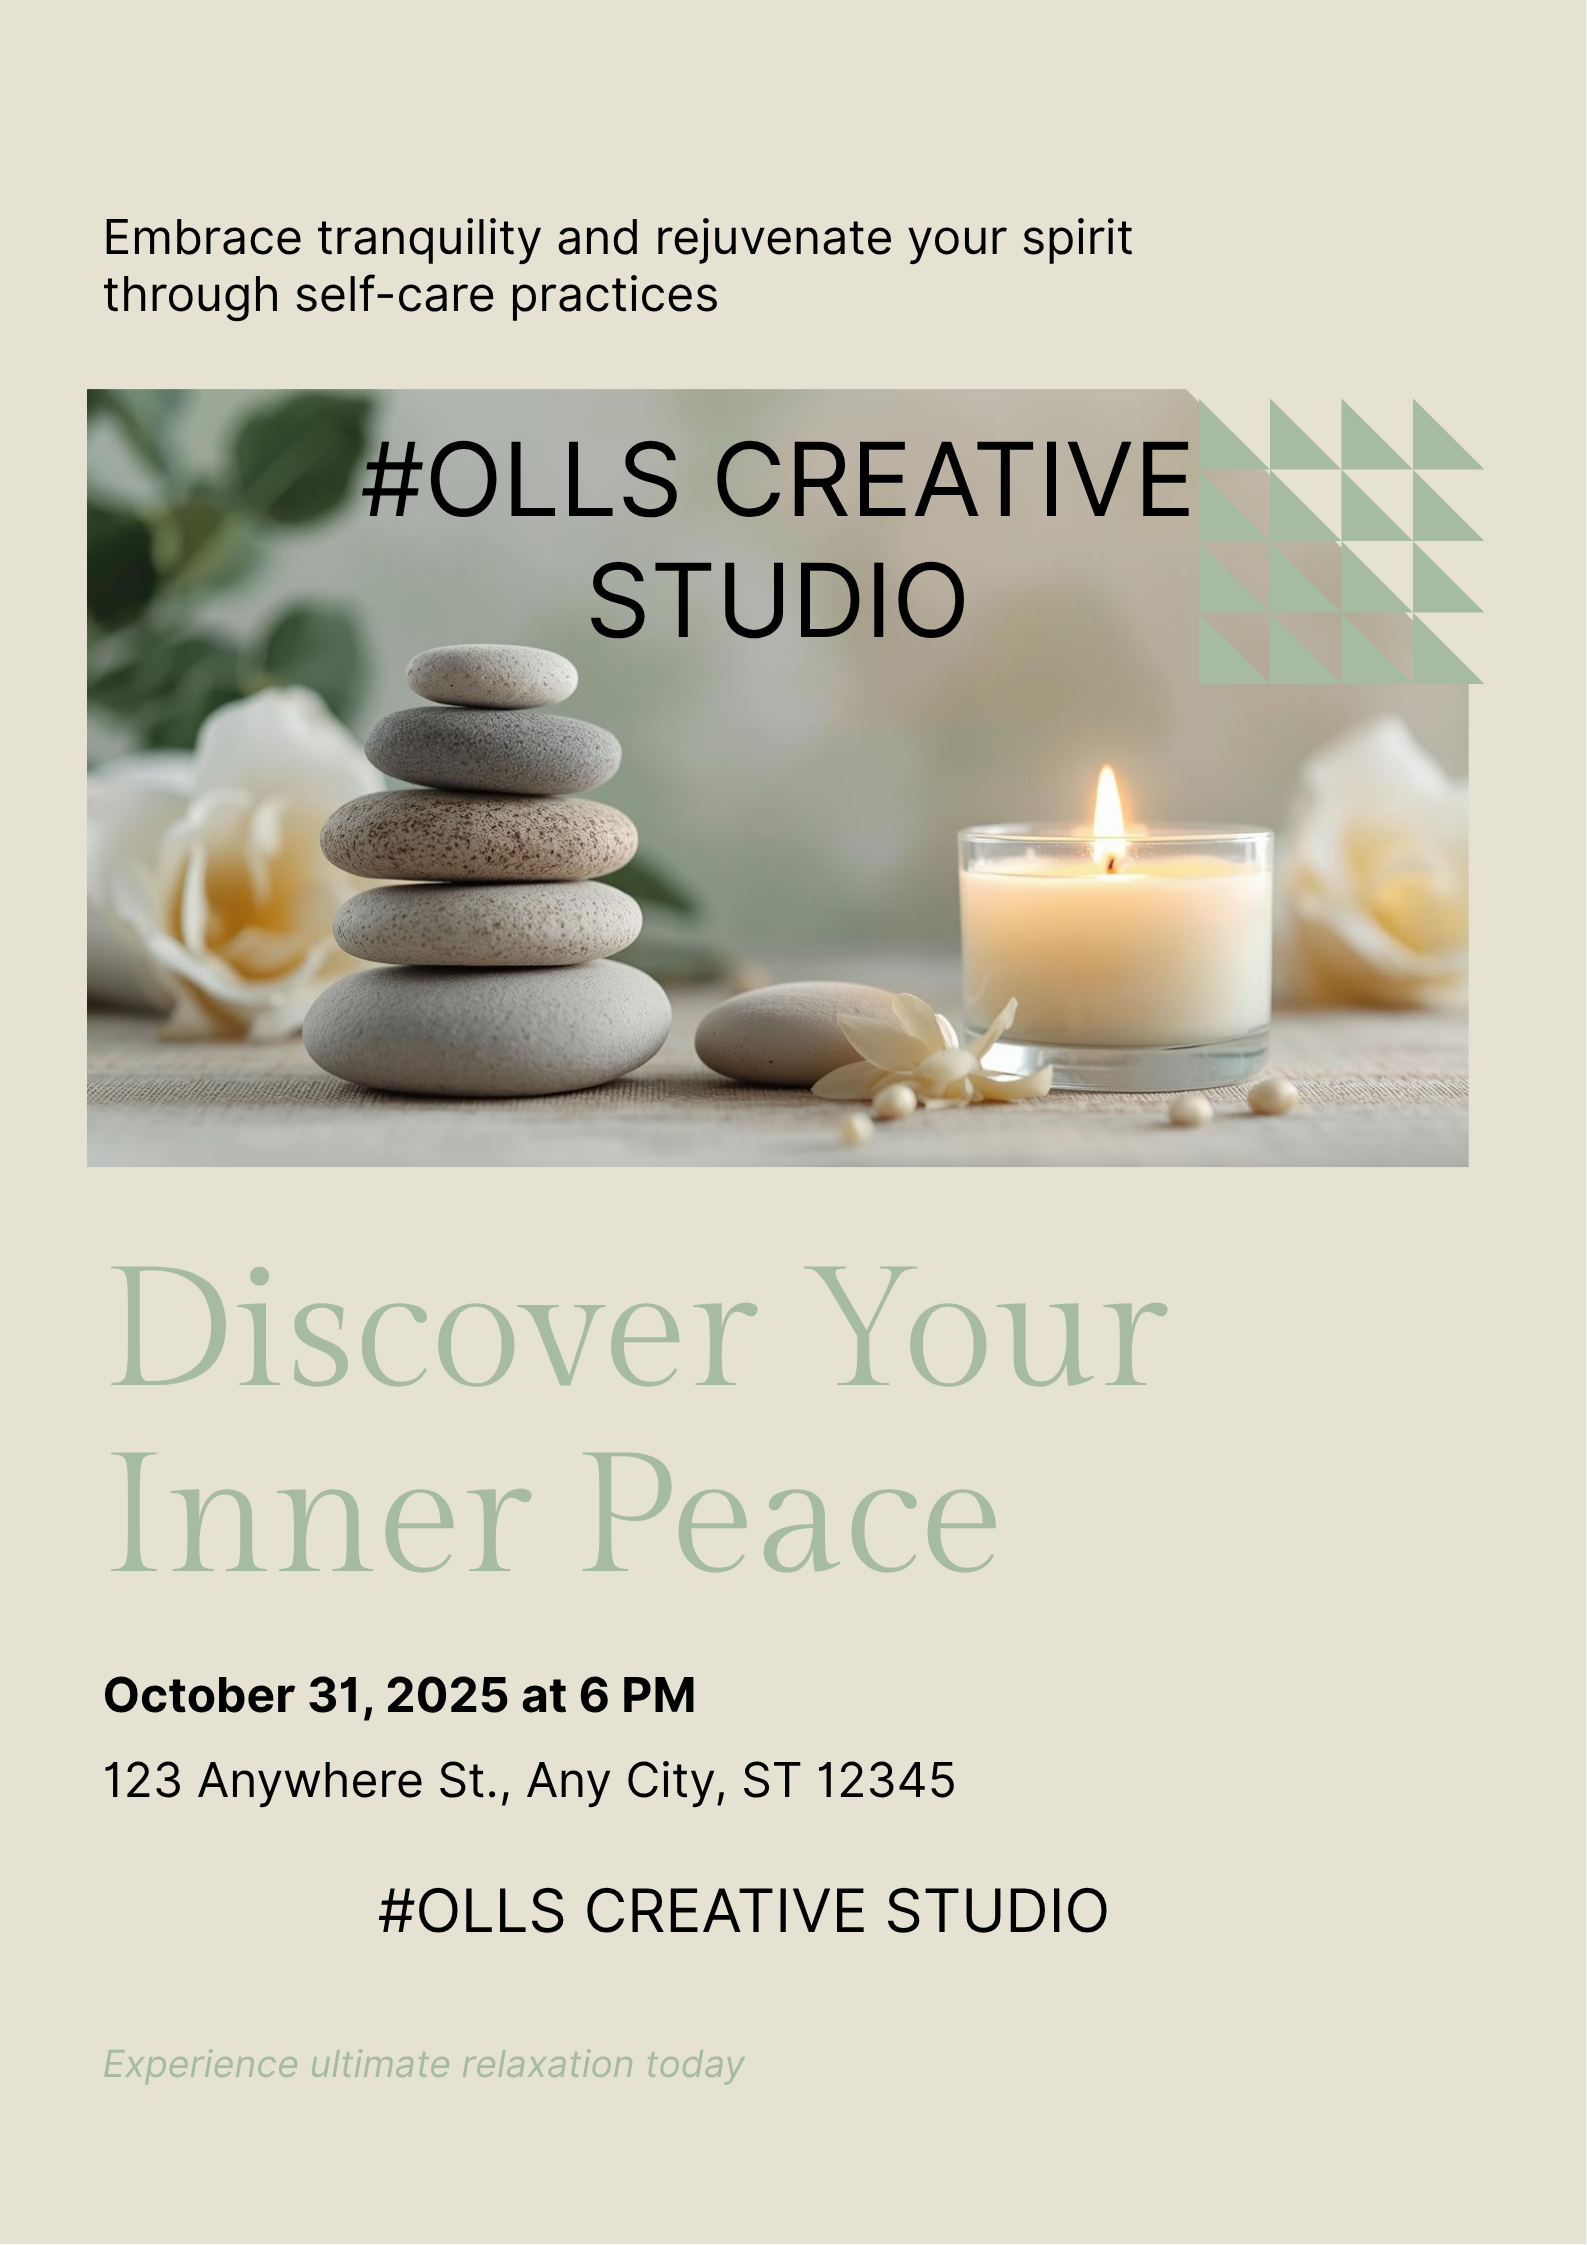 Embrace tranquility and rejuvenate your spirit
through self-care practices
#OLLS CREATIVE
STUDIO
Discover Your
Inner Peace
October 31, 2025 at 6 PM
123 Anywhere St., Any City, ST 12345
#OLLS CREATIVE STUDIO
Experience ultimate relaxation today